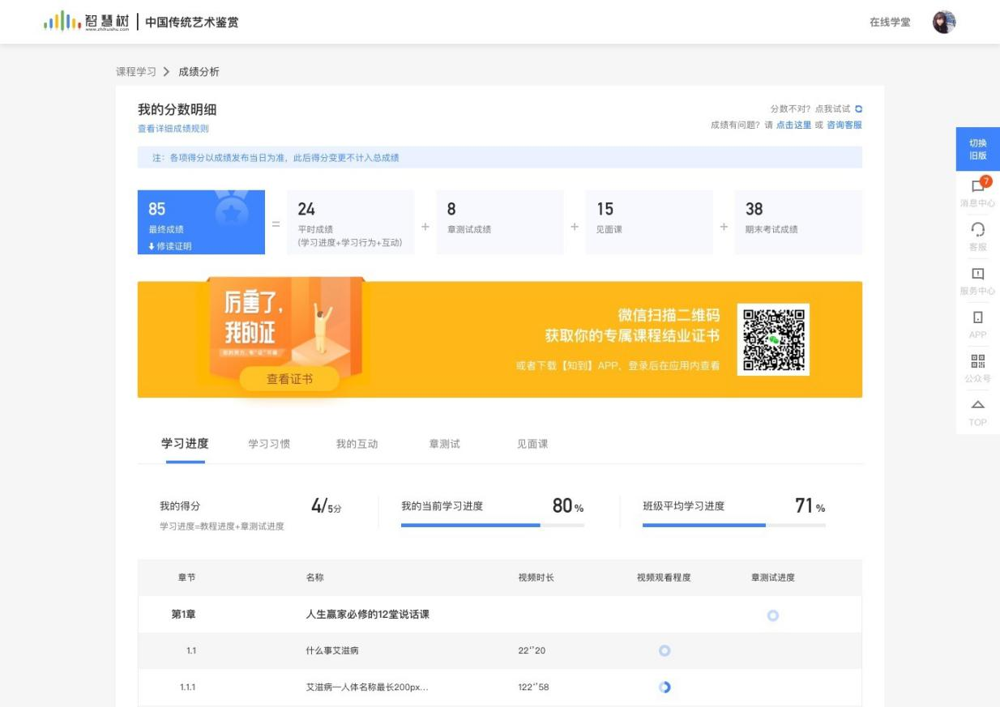 智慧树
www.zhihuishu.com
中国传统艺术鉴赏
在线学堂
课程学习 > 成绩分析
我的分数明细
分数不对？点我试试
查看详细成绩规则
成绩有问题？请 点击这里 或 咨询客服
注：各项得分以成绩发布当日为准，此后得分变更不计入总成绩
85
最终成绩
修读证明
=
24
平时成绩
(学习进度+学习行为+互动)
+
8
章测试成绩
+
15
见面课
+
38
期末考试成绩
厉害了，
我的证
查看证书
微信扫描二维码
获取你的专属课程结业证书
或者下载【知到】APP，登录后在应用内查看
学习进度 学习习惯 我的互动 章测试 见面课
我的得分 4/5分
学习进度=教程进度+章测试进度
我的当前学习进度 80%
班级平均学习进度 71%
章节 名称 视频时长 视频观看程度 章测试进度
第1章 人生赢家必修的12堂说话课
1.1 什么事艾滋病 22‘’20
1.1.1 艾滋病—人体名称最长200px... 122‘’58
切换
旧版
7
消息中心
客服
服务中心
APP
公众号
TOP